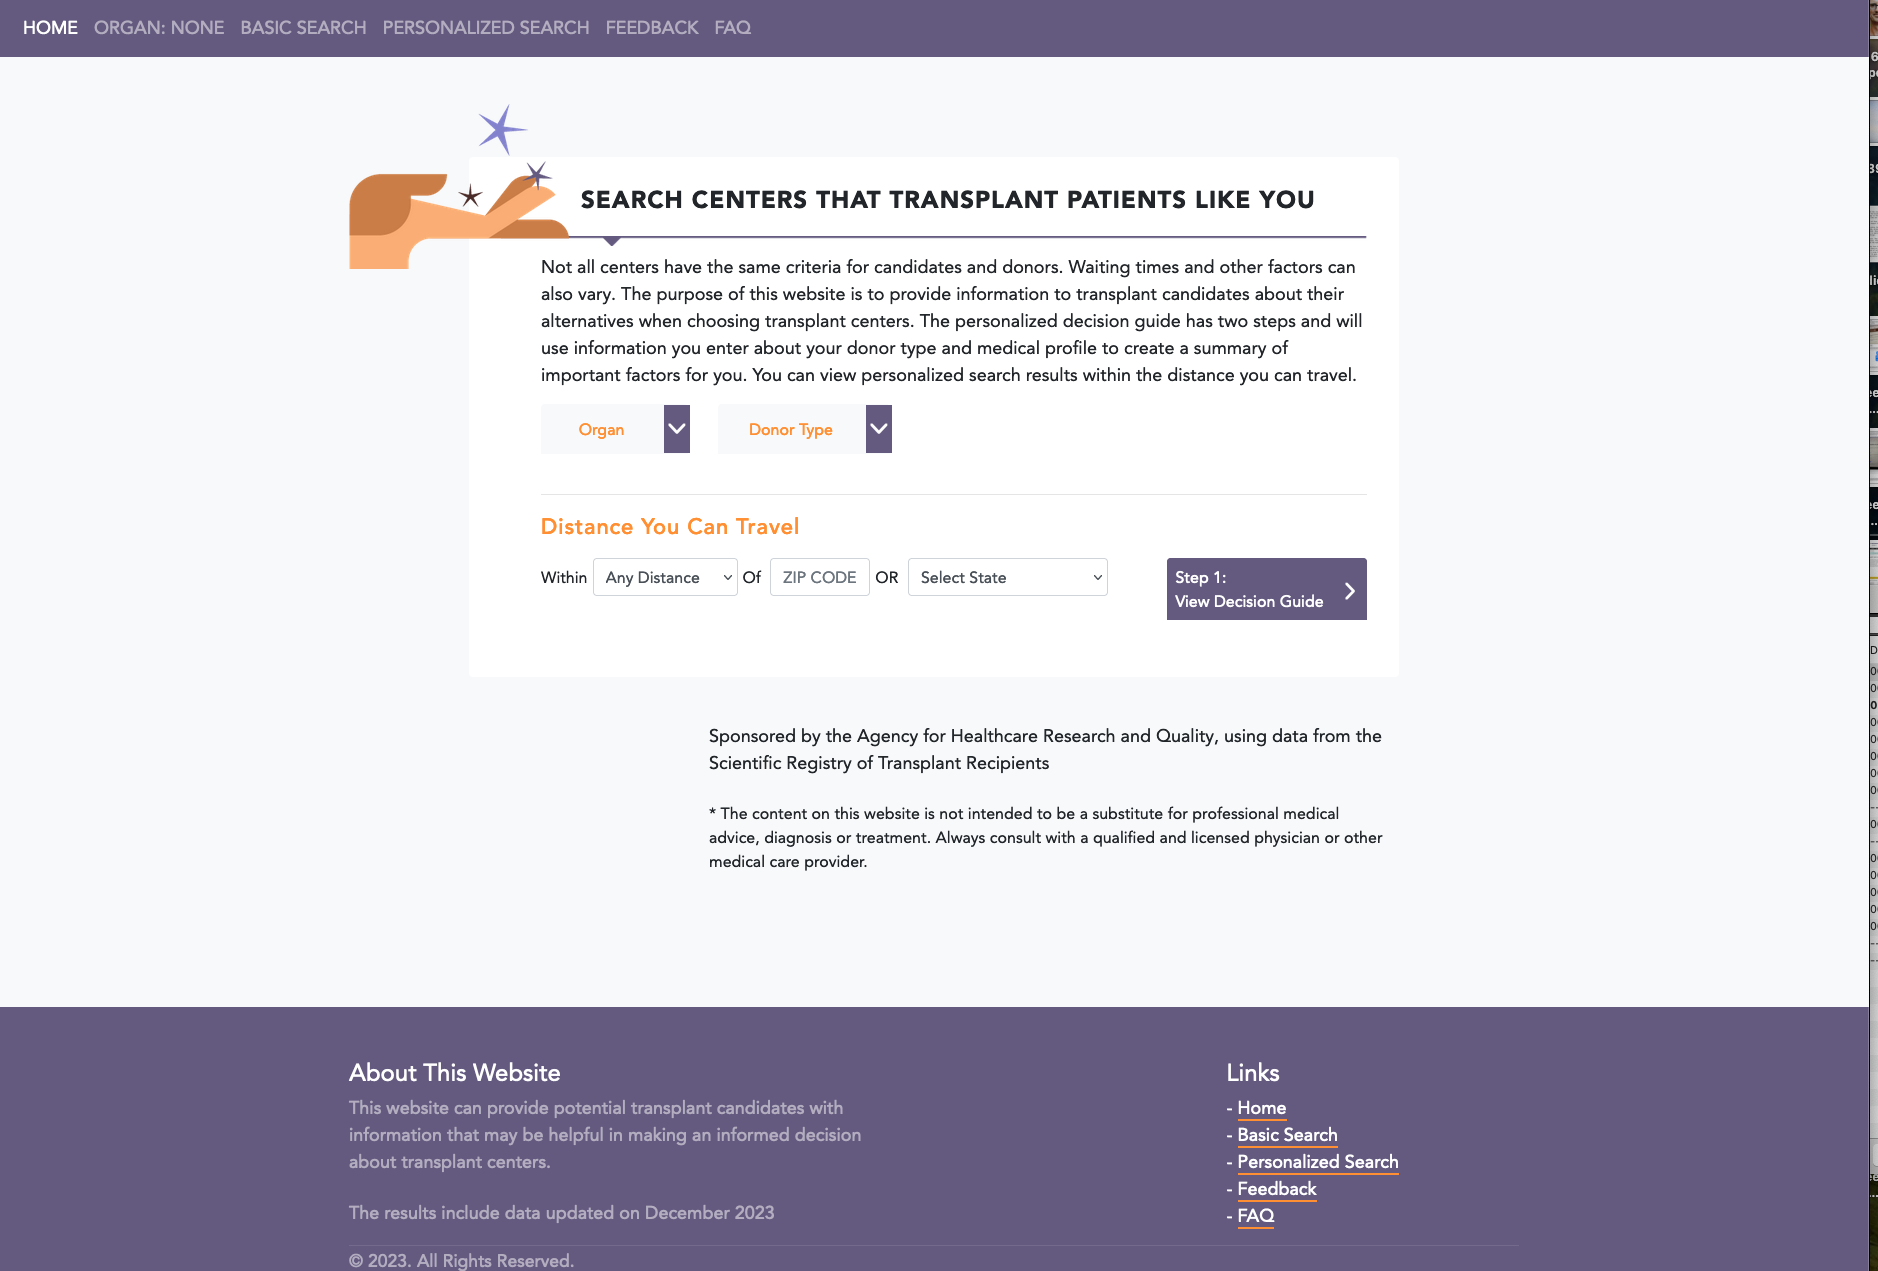 HOME ORGAN: NONE BASIC SEARCH PERSONALIZED SEARCH FEEDBACK FAQ
SEARCH CENTERS THAT TRANSPLANT PATIENTS LIKE YOU
Not all centers have the same criteria for candidates and donors. Waiting times and other factors can
also vary. The purpose of this website is to provide information to transplant candidates about their
alternatives when choosing transplant centers. The personalized decision guide has two steps and will
use information you enter about your donor type and medical profile to create a summary of
important factors for you. You can view personalized search results within the distance you can travel.
Organ Donor Type
Distance You Can Travel
Within Any Distance Of ZIP CODE OR Select State
Step 1:
View Decision Guide
Sponsored by the Agency for Healthcare Research and Quality, using data from the
Scientific Registry of Transplant Recipients
* The content on this website is not intended to be a substitute for professional medical
advice, diagnosis or treatment. Always consult with a qualified and licensed physician or other
medical care provider.
About This Website
This website can provide potential transplant candidates with
information that may be helpful in making an informed decision
about transplant centers.
The results include data updated on December 2023
© 2023. All Rights Reserved.
Links
- Home
- Basic Search
- Personalized Search
- Feedback
- FAQ